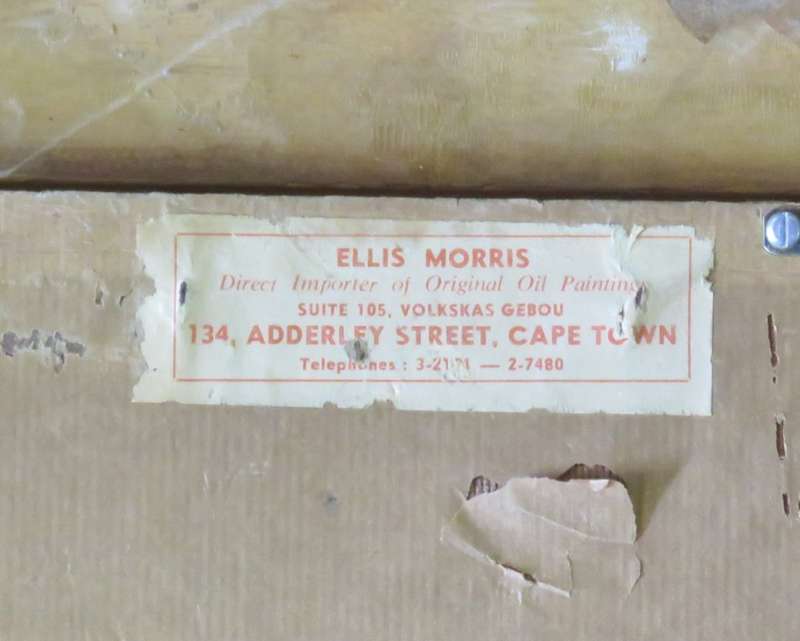 ELLIS MORRIS
Direct Importer of Original Oil Paintings
SUITE 105, VOLKSKAS GEBOU
134, ADDERLEY STREET, CAPE TOWN
Telephones : — 2-7480